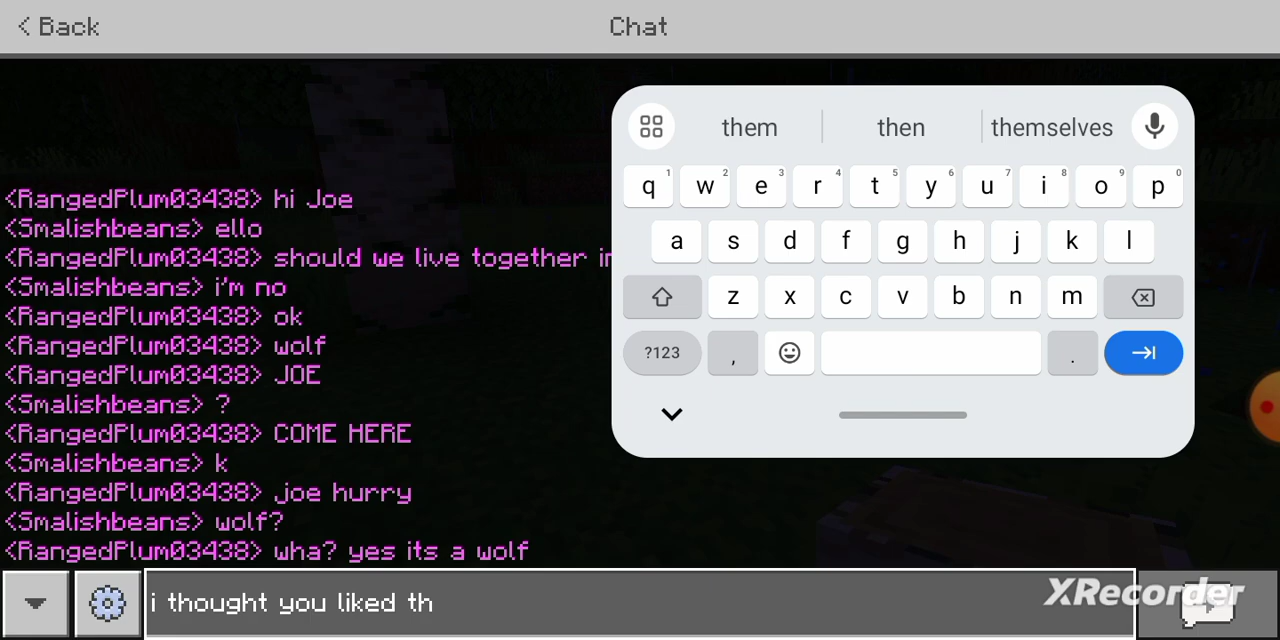 < Back
Chat
<RangedPlum03438> hi Joe
<Smalishbeans> ello
<RangedPlum03438> should we live together in
<Smalishbeans> i'm no
<RangedPlum03438> ok
<RangedPlum03438> wolf
<RangedPlum03438> JOE
<Smalishbeans> ?
<RangedPlum03438> COME HERE
<Smalishbeans> k
<RangedPlum03438> joe hurry
<Smalishbeans> wolf?
<RangedPlum03438> wha? yes its a wolf
i thought you liked th
them then themselves
1 2 3 4 5 6 7 8 9 0
q w e r t y u i o p
a s d f g h j k l
z x c v b n m
?123 , .
XRecorder